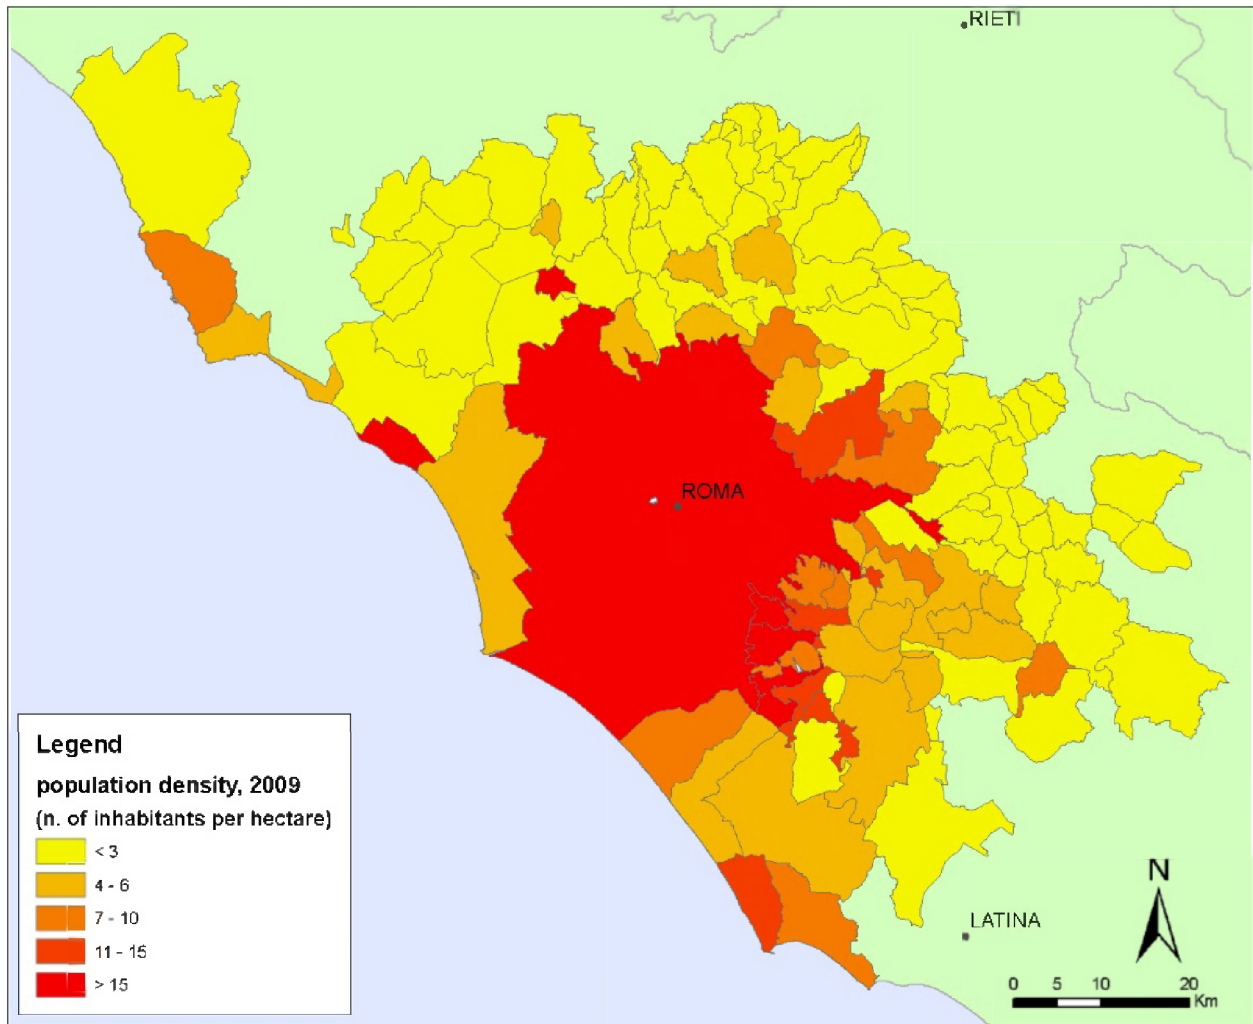 RIETI
ROMA
Legend
population density, 2009
(n. of inhabitants per hectare)
< 3
4 - 6
7 - 10
11 - 15
> 15
N
LATINA
0 5 10 20
Km